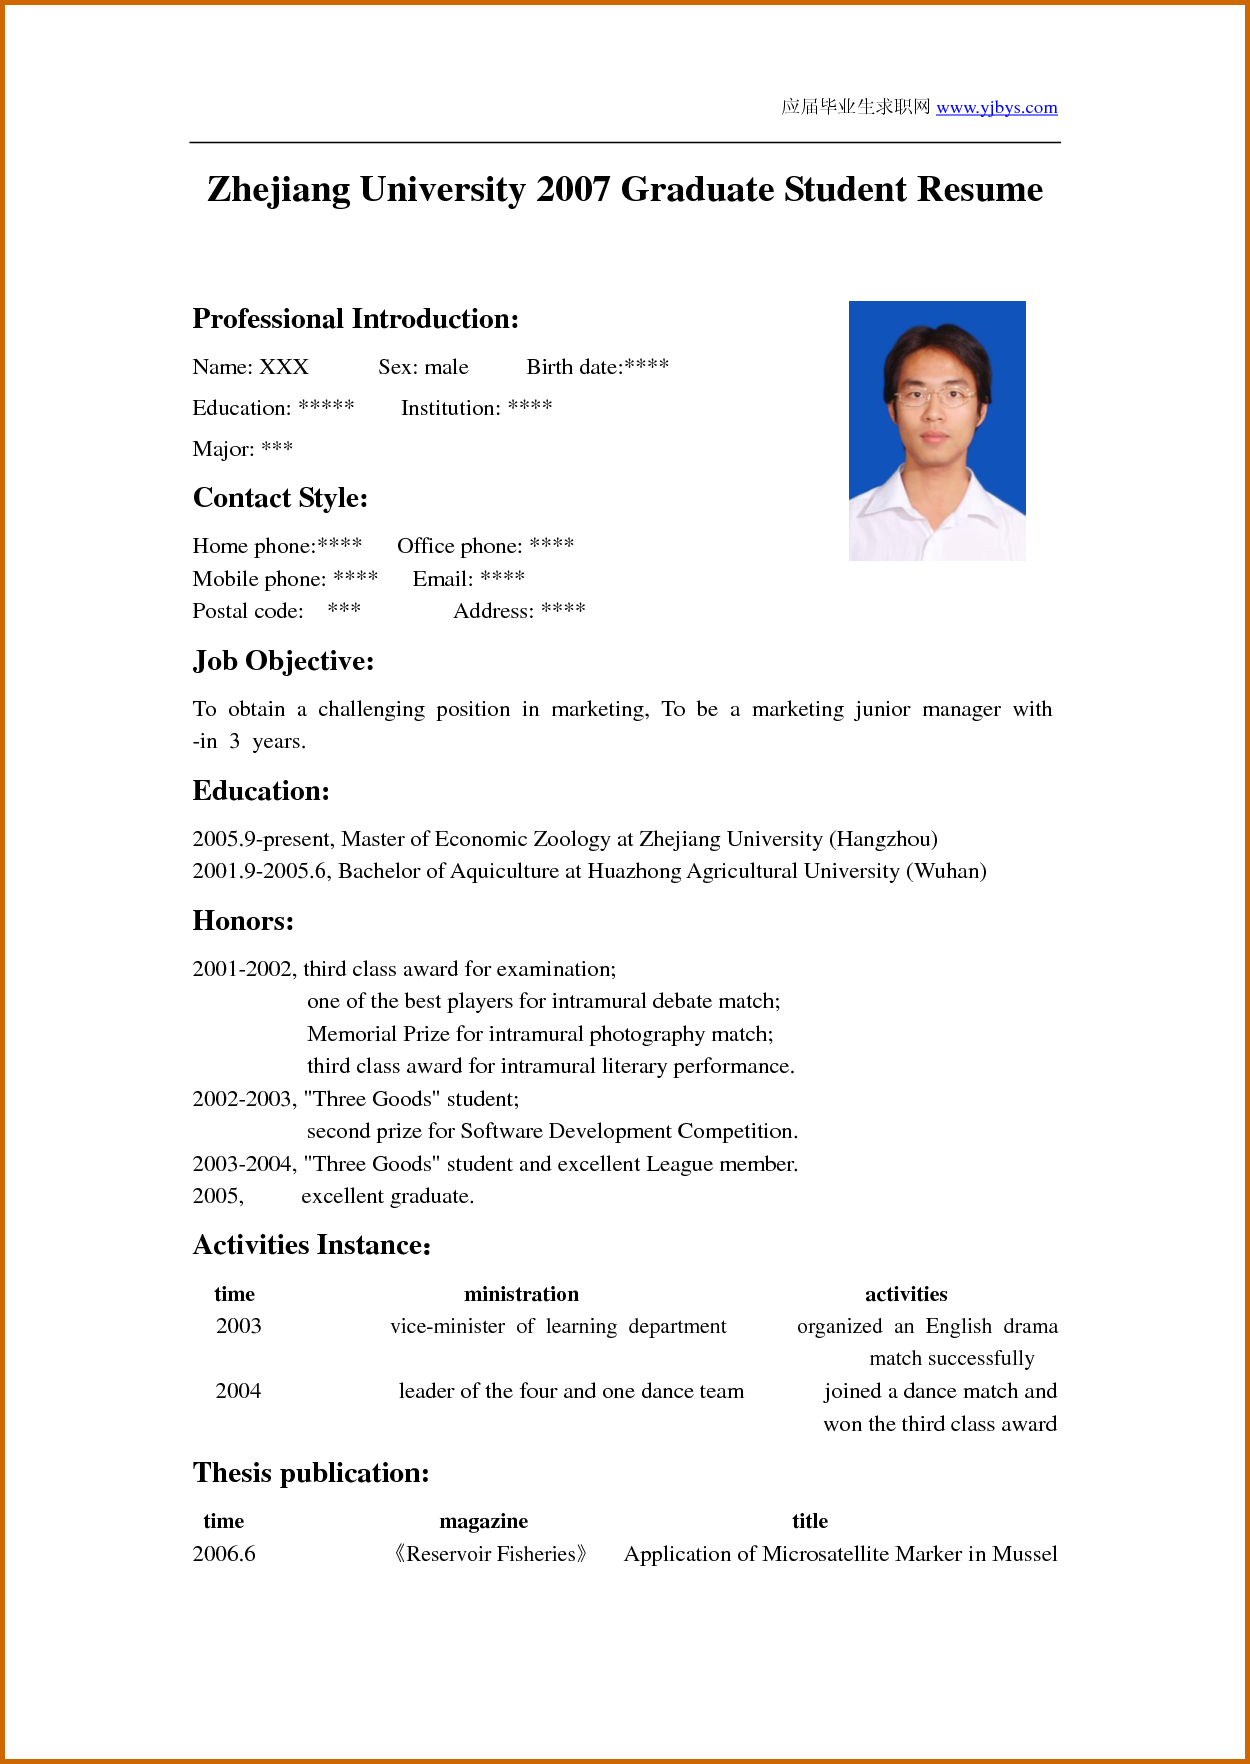 应届毕业生求职网 www.yjbys.com
Zhejiang University 2007 Graduate Student Resume
Professional Introduction:
Name: XXX Sex: male Birth date:****
Education: ***** Institution: ****
Major: ***
Contact Style:
Home phone:**** Office phone: ****
Mobile phone: **** Email: ****
Postal code: *** Address: ****
Job Objective:
To obtain a challenging position in marketing, To be a marketing junior manager with
-in 3 years.
Education:
2005.9-present, Master of Economic Zoology at Zhejiang University (Hangzhou)
2001.9-2005.6, Bachelor of Aquiculture at Huazhong Agricultural University (Wuhan)
Honors:
2001-2002, third class award for examination;
one of the best players for intramural debate match;
Memorial Prize for intramural photography match;
third class award for intramural literary performance.
2002-2003, "Three Goods" student;
second prize for Software Development Competition.
2003-2004, "Three Goods" student and excellent League member.
2005, excellent graduate.
Activities Instance：
time ministration activities
2003 vice-minister of learning department organized an English drama
match successfully
2004 leader of the four and one dance team joined a dance match and
won the third class award
Thesis publication:
time magazine title
2006.6 《Reservoir Fisheries》 Application of Microsatellite Marker in Mussel